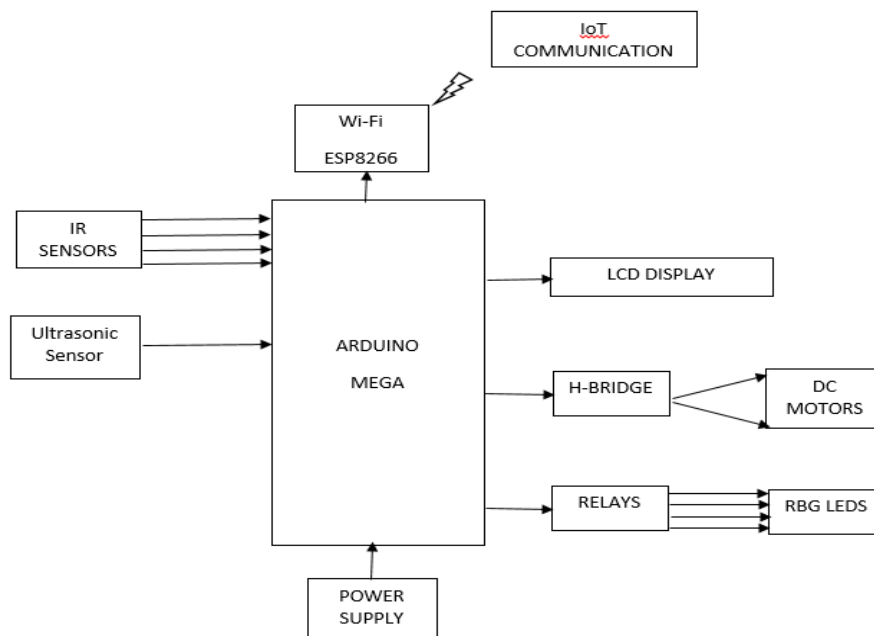 IoT
COMMUNICATION
Wi-Fi
ESP8266
IR
SENSORS
Ultrasonic
Sensor
ARDUINO
MEGA
LCD DISPLAY
H-BRIDGE
DC
MOTORS
RELAYS
RBG LEDS
POWER
SUPPLY